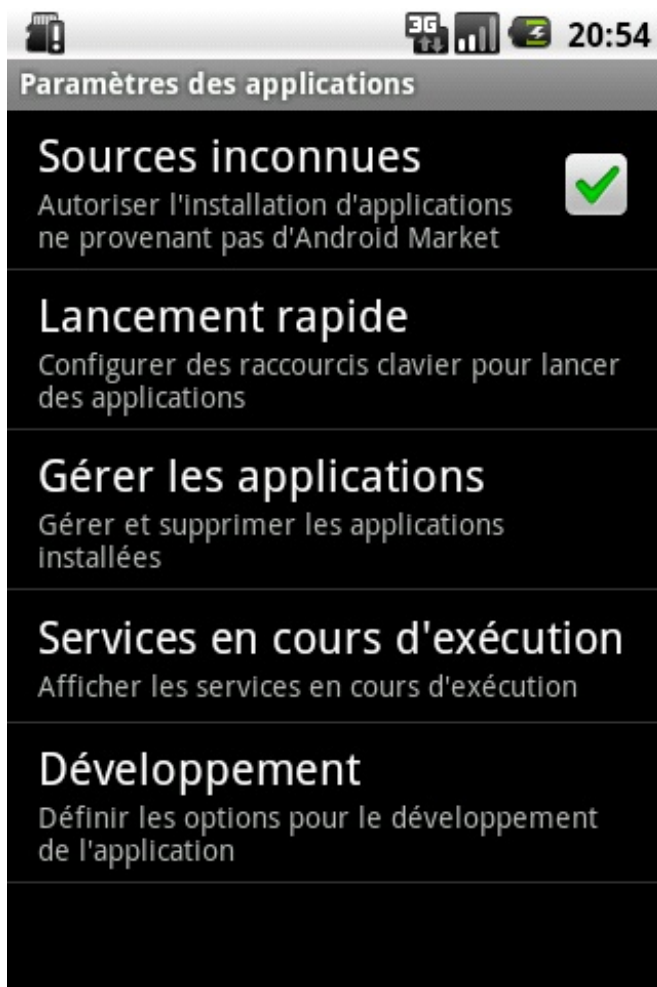 3G 20:54
Paramètres des applications
Sources inconnues
Autoriser l'installation d'applications
ne provenant pas d'Android Market
Lancement rapide
Configurer des raccourcis clavier pour lancer
des applications
Gérer les applications
Gérer et supprimer les applications
installées
Services en cours d'exécution
Afficher les services en cours d'exécution
Développement
Définir les options pour le développement
de l'application